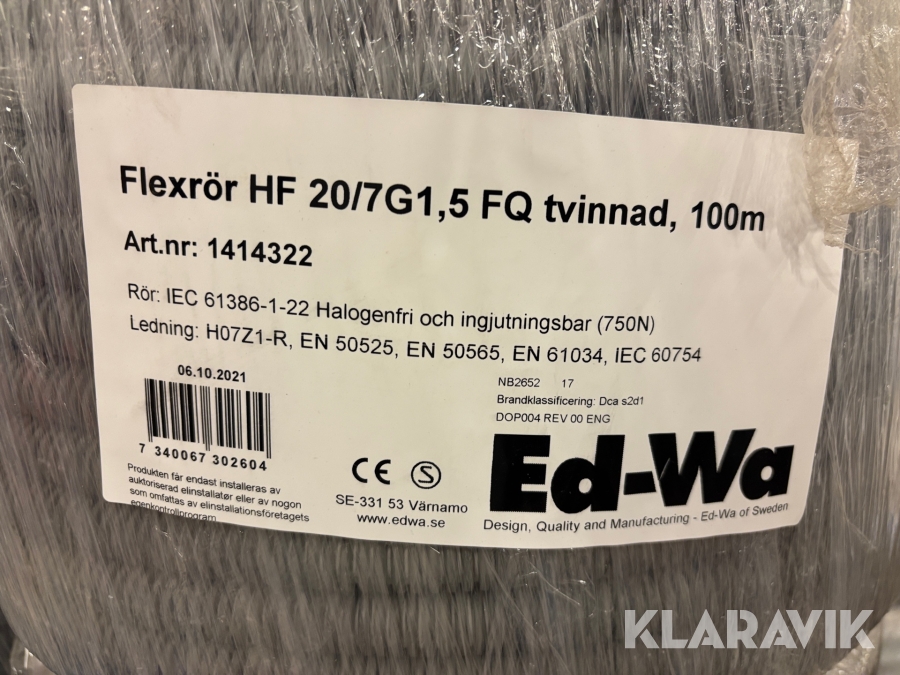 KLARAVIK
Flexrör HF 20/7G1,5 FQ tvinnad, 100m
Art.nr: 1414322
Rör: IEC 61386-1-22 Halogenfri och ingjutningsbar (750N)
Ledning: H07Z1-R, EN 50525, EN 50565, EN 61034, IEC 60754
06.10.2021
7 340067 302604
NB2652 17
Brandklassificering: Dca s2d1
DOP004 REV 00 ENG
Produkten får endast installeras av
auktoriserad elinstallatør eller av nogon
som omfattas av elinstallationsföretagets
egenkontrollprogram
CE S
SE-331 53 Värnamo
www.edwa.se
Ed-Wa
Design, Quality and Manufacturing - Ed-Wa of Sweden
KLARAVIK